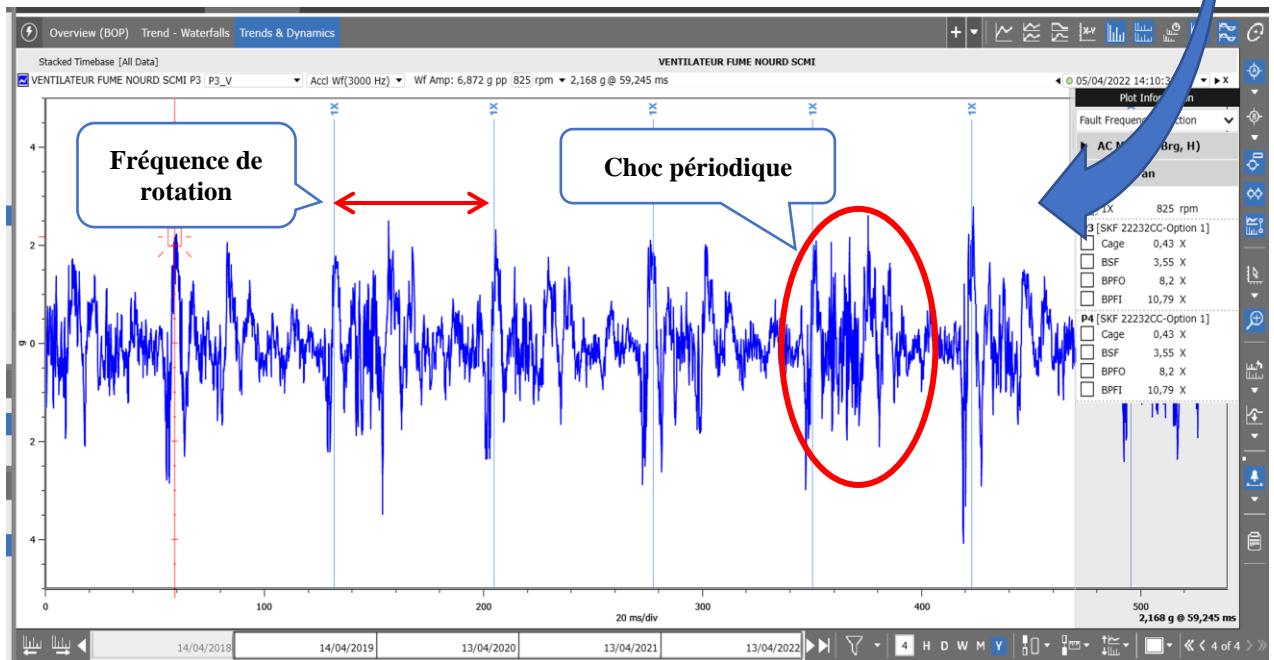 Overview (BOP) Trend - Waterfalls Trends & Dynamics
Stacked Timebase [All Data] VENTILATEUR FUME NOURD SCMI
VENTILATEUR FUME NOURD SCMI P3 P3_V Accl Wf(3000 Hz) Wf Amp: 6,872 g pp 825 rpm 2,168 g @ 59,245 ms 05/04/2022 14:10:3
Plot Information
Fault Frequency
AC Brg, H)
an
1X 825 rpm
P3 [SKF 22232CC-Option 1]
Cage 0,43 X
BSF 3,55 X
BPFO 8,2 X
BPFI 10,79 X
P4 [SKF 22232CC-Option 1]
Cage 0,43 X
BSF 3,55 X
BPFO 8,2 X
BPFI 10,79 X
1X 1X 1X 1X 1X
Fréquence de
rotation
Choc périodique
4
2
g 0
2
4
0 100 200 300 400 500
20 ms/div
2,168 g @ 59,245 ms
14/04/2018 14/04/2019 13/04/2020 13/04/2021 13/04/2022 4 H D W M Y 4 of 4